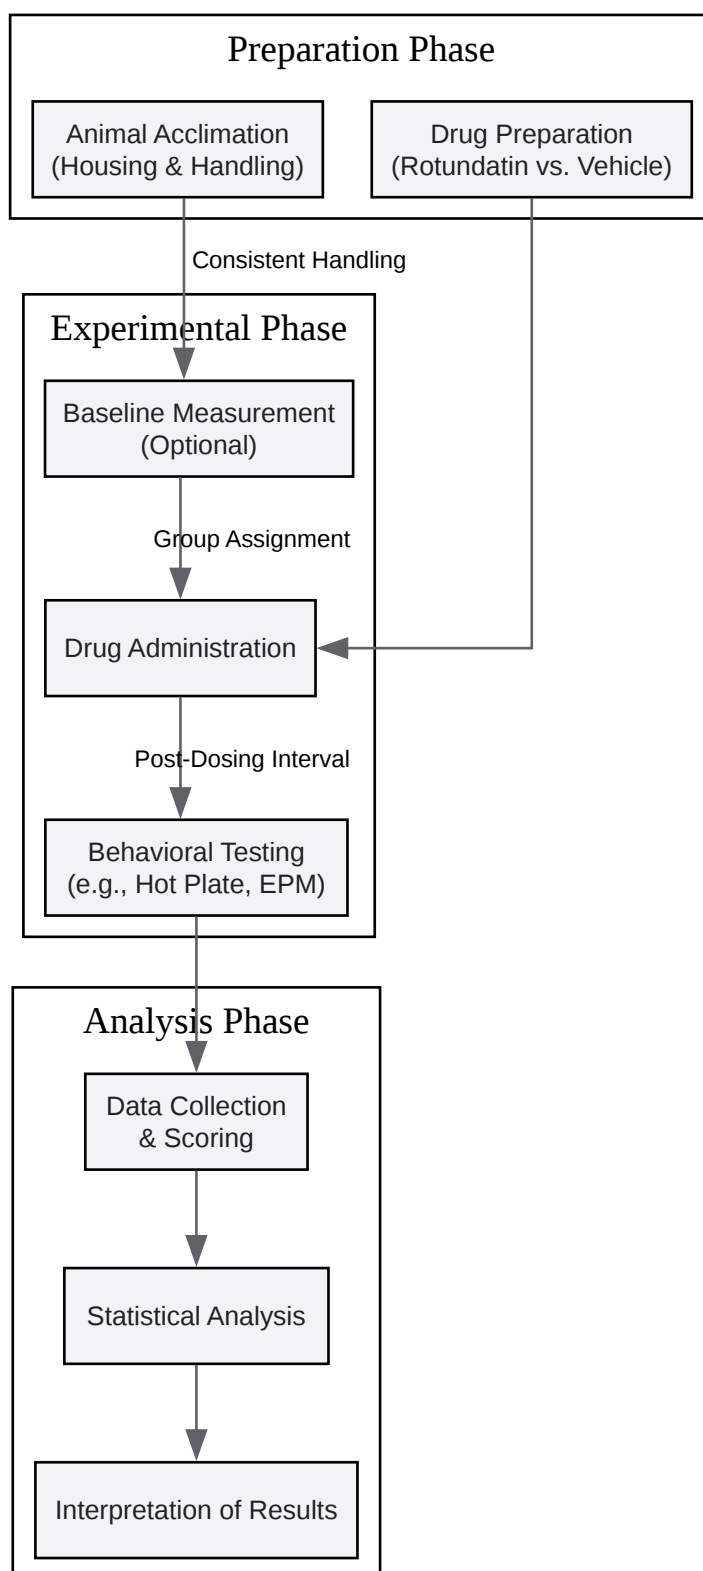 Preparation Phase
Animal Acclimation
(Housing & Handling)
Drug Preparation
(Rotundatin vs. Vehicle)
Consistent Handling
Experimental Phase
Baseline Measurement
(Optional)
Group Assignment
Drug Administration
Post-Dosing Interval
Behavioral Testing
(e.g., Hot Plate, EPM)
Analysis Phase
Data Collection
& Scoring
Statistical Analysis
Interpretation of Results